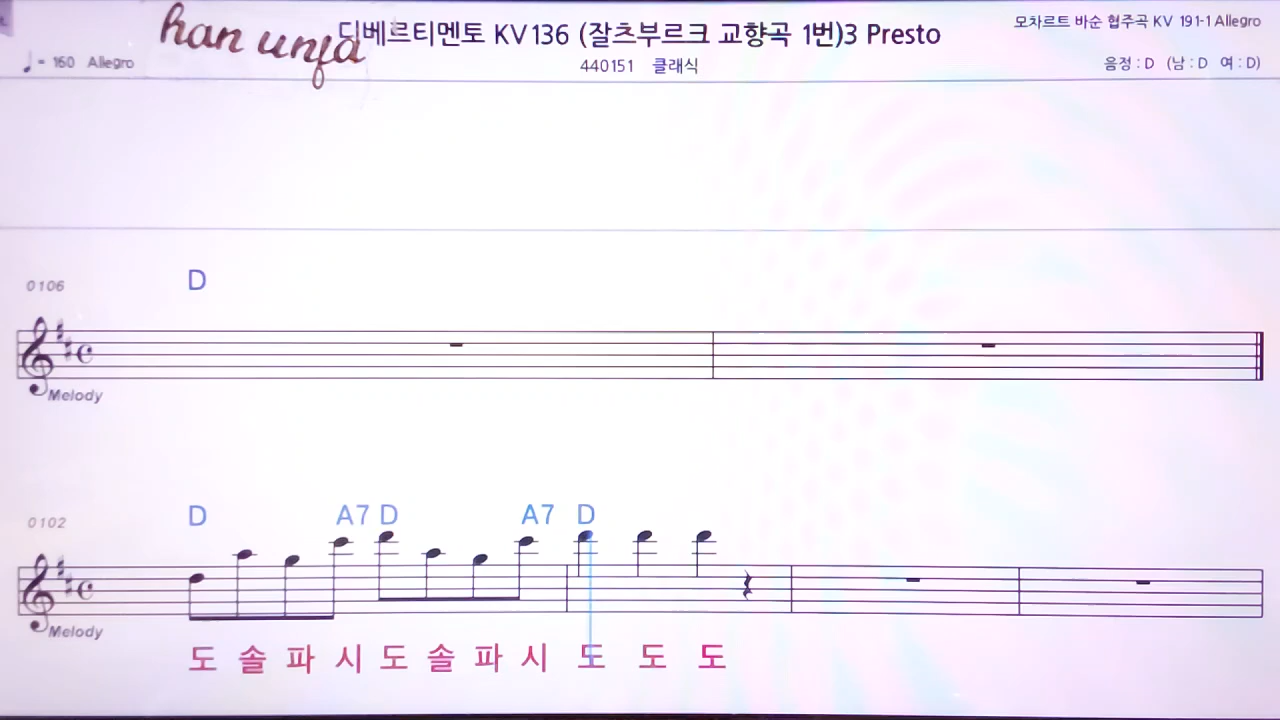 han unja
디베르티멘토 KV136 (잘츠부르크 교향곡 1번)3 Presto
모차르트 바순 협주곡 KV 191-1 Allegro
♩ = 160 Allegro
440151 클래식
음정 : D (남 : D 여 : D)
0106
D
Melody
0102
D A7 D A7 D
Melody
도 솔 파 시 도 솔 파 시 도 도 도